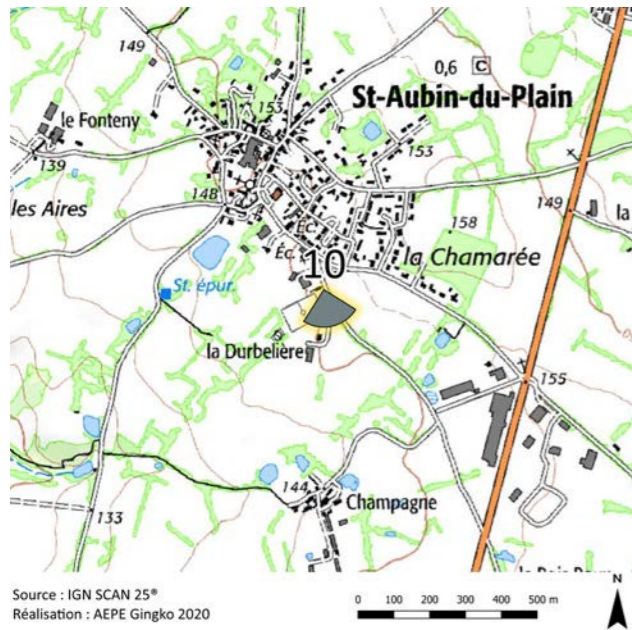 149
0,6 C
153
St-Aubin-du-Plain
le Fonteny
139
153
148
149
les Aires
la
158
Éc.
la Chamarée
Éc.
10
St. épur.
la Durbelière
155
144
Champagne
133
N
Source : IGN SCAN 25®
Réalisation : AEPE Gingko 2020
0 100 200 300 400 500 m